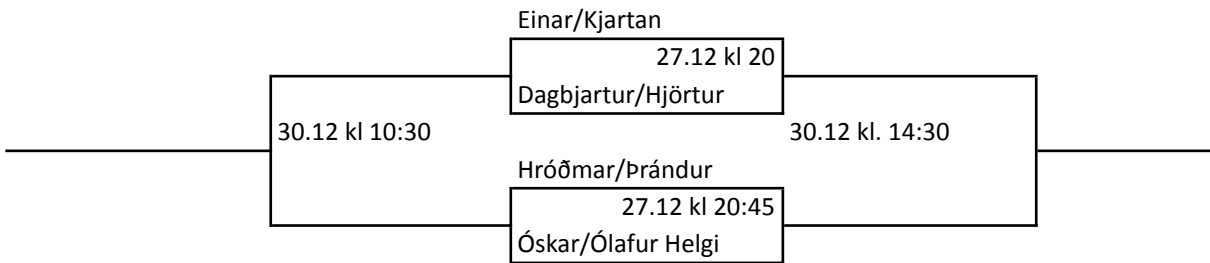 Einar/Kjartan
27.12 kl 20
Dagbjartur/Hjörtur
30.12 kl 10:30
30.12 kl. 14:30
Hróðmar/Þrándur
27.12 kl 20:45
Óskar/Ólafur Helgi